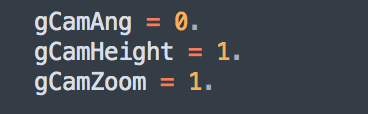 gCamAng = 0.
gCamHeight = 1.
gCamZoom = 1.